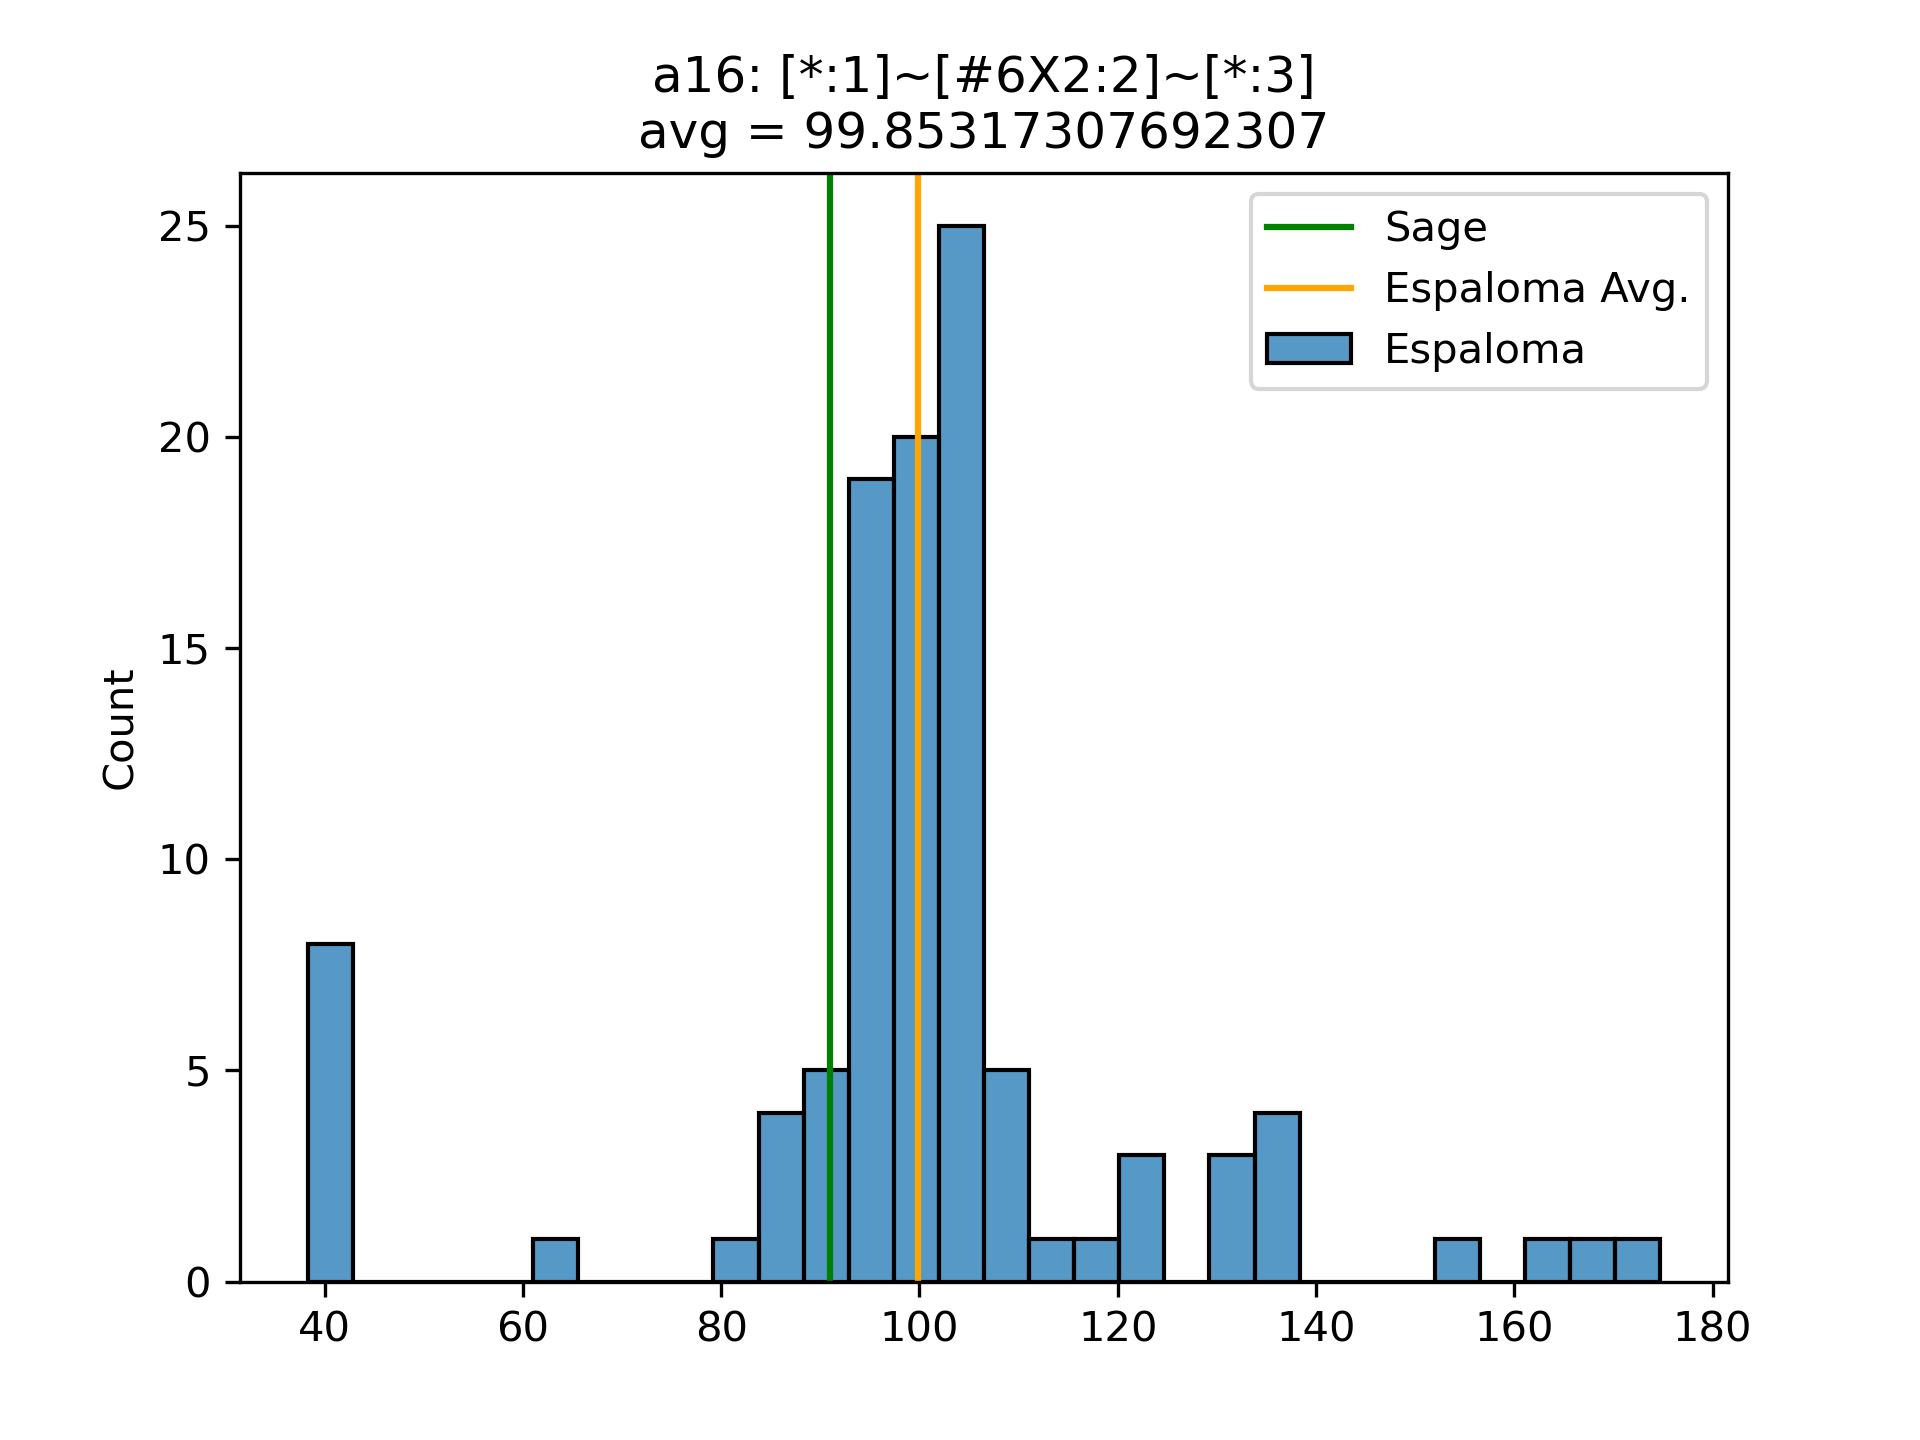 a16: [*:1]~[#6X2:2]~[*:3]
avg = 99.85317307692307
Sage
Espaloma Avg.
Espaloma
Count
25
20
15
10
5
0
40 60 80 100 120 140 160 180